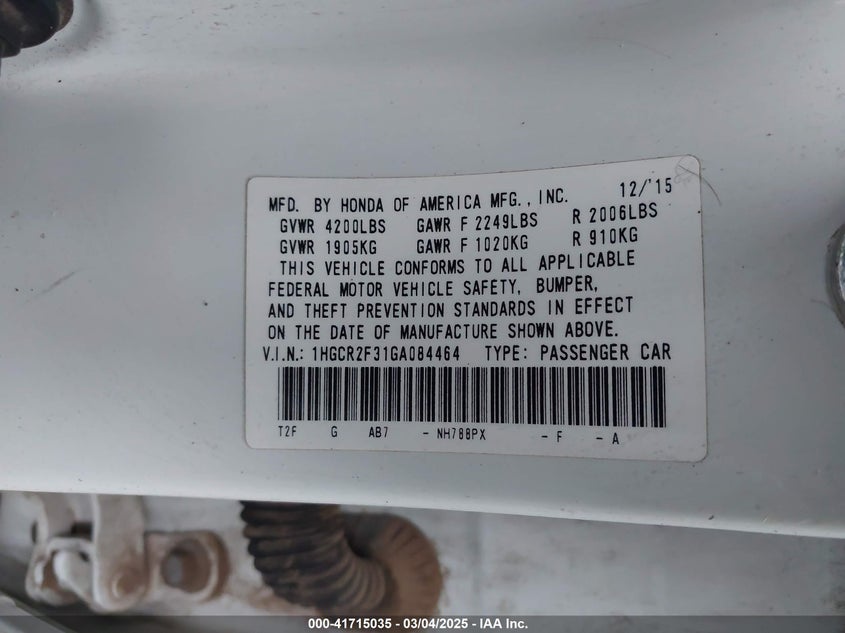 MFD. BY HONDA OF AMERICA MFG., INC. 12/'15
GVWR 4200LBS GAWR F 2249LBS R 2006LBS
GVWR 1905KG GAWR F 1020KG R 910KG
THIS VEHICLE CONFORMS TO ALL APPLICABLE
FEDERAL MOTOR VEHICLE SAFETY, BUMPER,
AND THEFT PREVENTION STANDARDS IN EFFECT
ON THE DATE OF MANUFACTURE SHOWN ABOVE.
V.I.N.: 1HGCR2F31GA084464 TYPE: PASSENGER CAR
T2F G AB7 - NH788PX - F - A
000-41715035 - 03/04/2025 - IAA Inc.